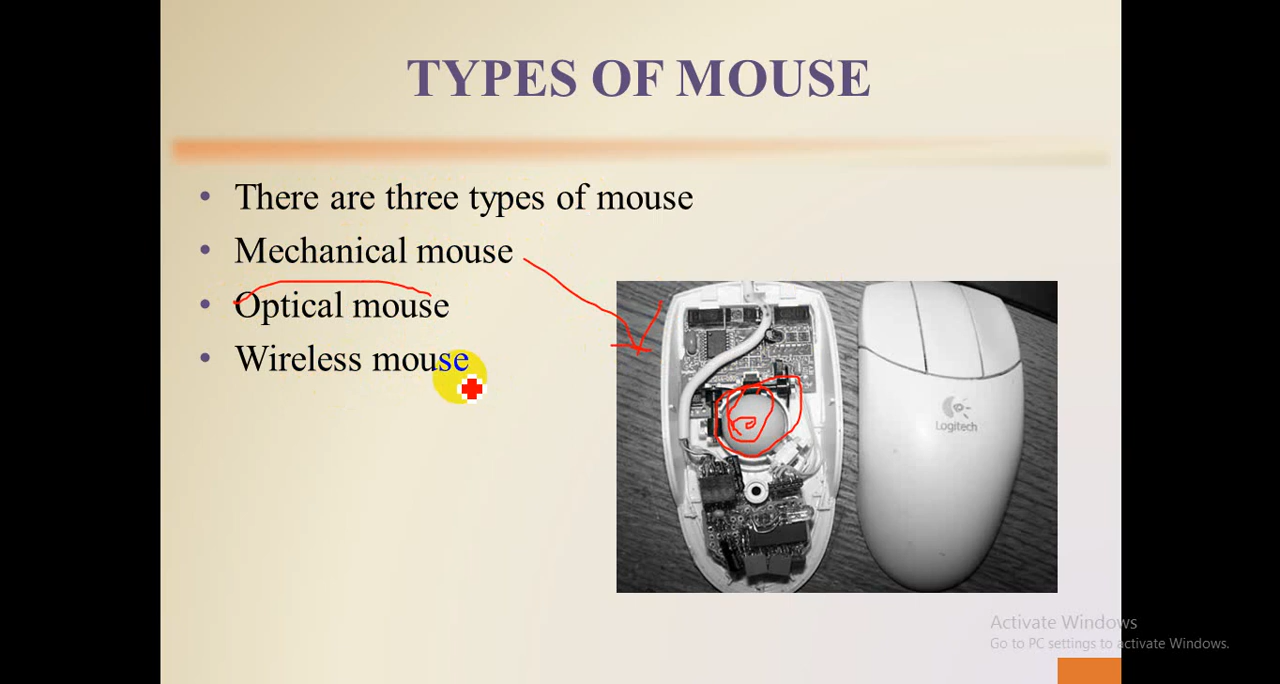 TYPES OF MOUSE
• There are three types of mouse
• Mechanical mouse
• Optical mouse
• Wireless mouse
Logitech
Activate Windows
Go to PC settings to activate Windows.